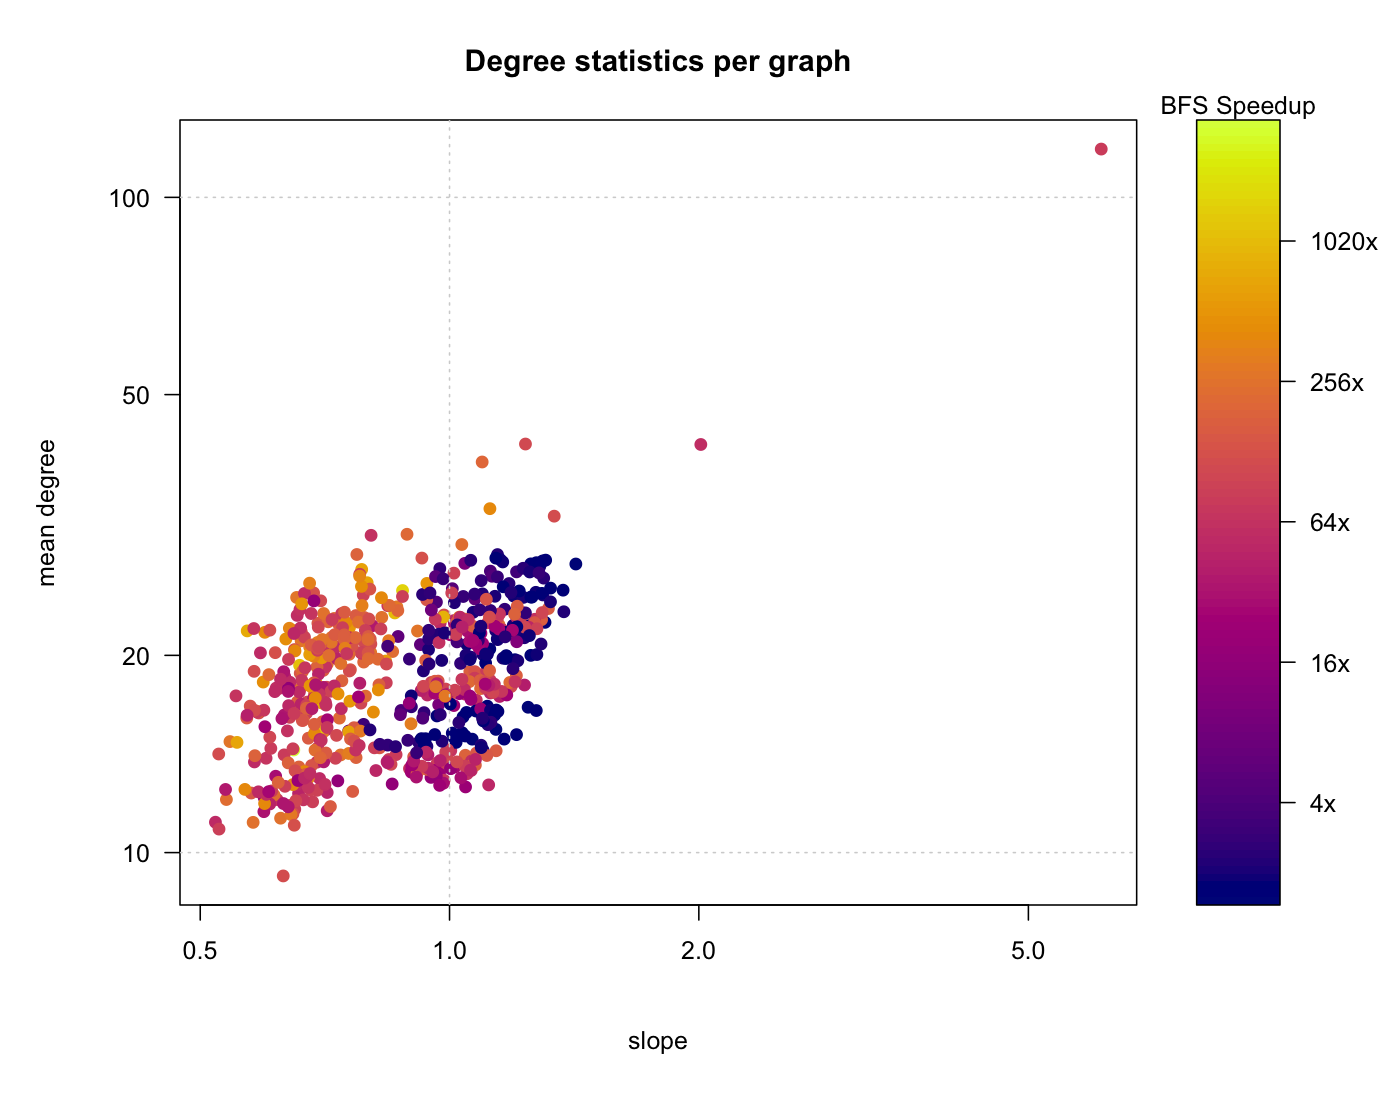 Degree statistics per graph
BFS Speedup
1020x
256x
64x
16x
4x
mean degree
100
50
20
10
0.5
1.0
2.0
5.0
slope